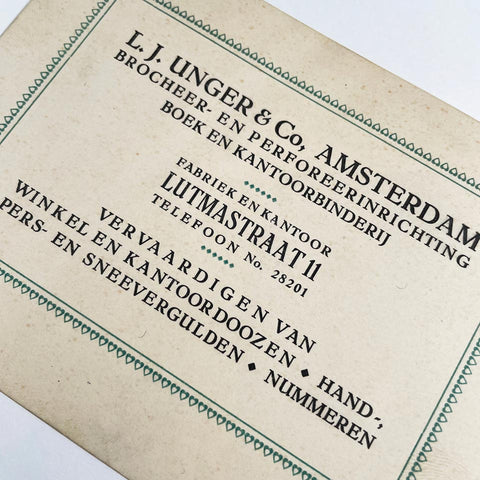 L. J. UNGER & Co, AMSTERDAM
BROCHEER- EN PERFOREERINRICHTING
BOEK EN KANTOORBINDERIJ
FABRIEK EN KANTOOR
LUTMASTRAAT 11
TELEFOON No. 28201
VERVAARDIGEN VAN
WINKEL EN KANTOORDOOZEN ♦ HAND-,
PERS- EN SNEEVERGULDEN ♦ NUMMEREN